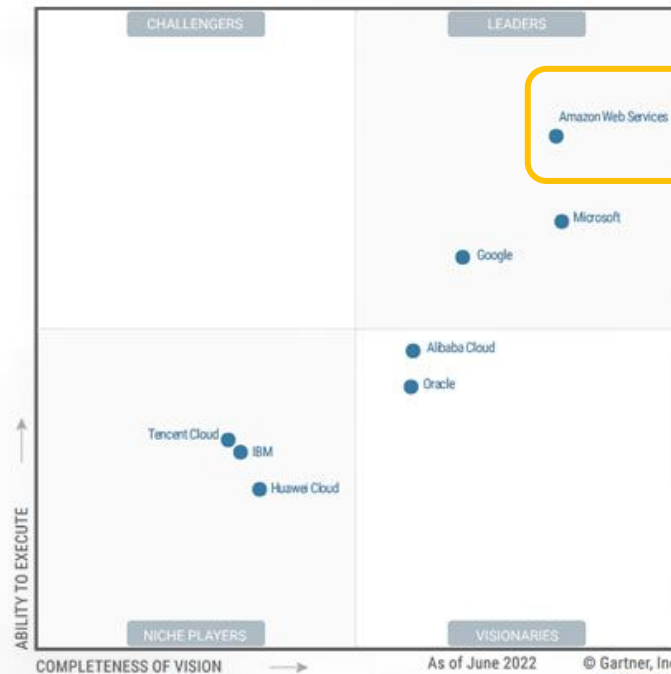 CHALLENGERS
LEADERS
Amazon Web Services
Microsoft
Google
Alibaba Cloud
Oracle
Tencent Cloud
IBM
Huawei Cloud
ABILITY TO EXECUTE
NICHE PLAYERS
VISIONARIES
COMPLETENESS OF VISION
As of June 2022
© Gartner, Inc